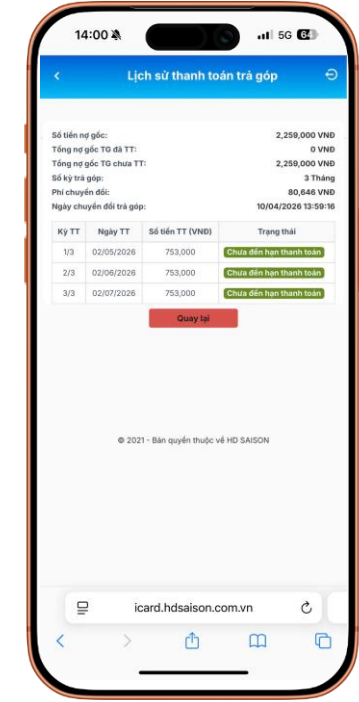 14:00
5G 64
Lịch sử thanh toán trả góp
Số tiền nợ gốc: 2,259,000 VNĐ
Tổng nợ gốc TG đã TT: 0 VNĐ
Tổng nợ gốc TG chưa TT: 2,259,000 VNĐ
Số kỳ trả góp: 3 Tháng
Phí chuyển đổi: 80,646 VNĐ
Ngày chuyển đổi trả góp: 10/04/2026 13:59:16
Kỳ TT Ngày TT Số tiền TT (VNĐ) Trạng thái
1/3 02/05/2026 753,000 Chưa đến hạn thanh toán
2/3 02/06/2026 753,000 Chưa đến hạn thanh toán
3/3 02/07/2026 753,000 Chưa đến hạn thanh toán
Quay lại
© 2021 - Bản quyền thuộc về HD SAISON
icard.hdsaison.com.vn